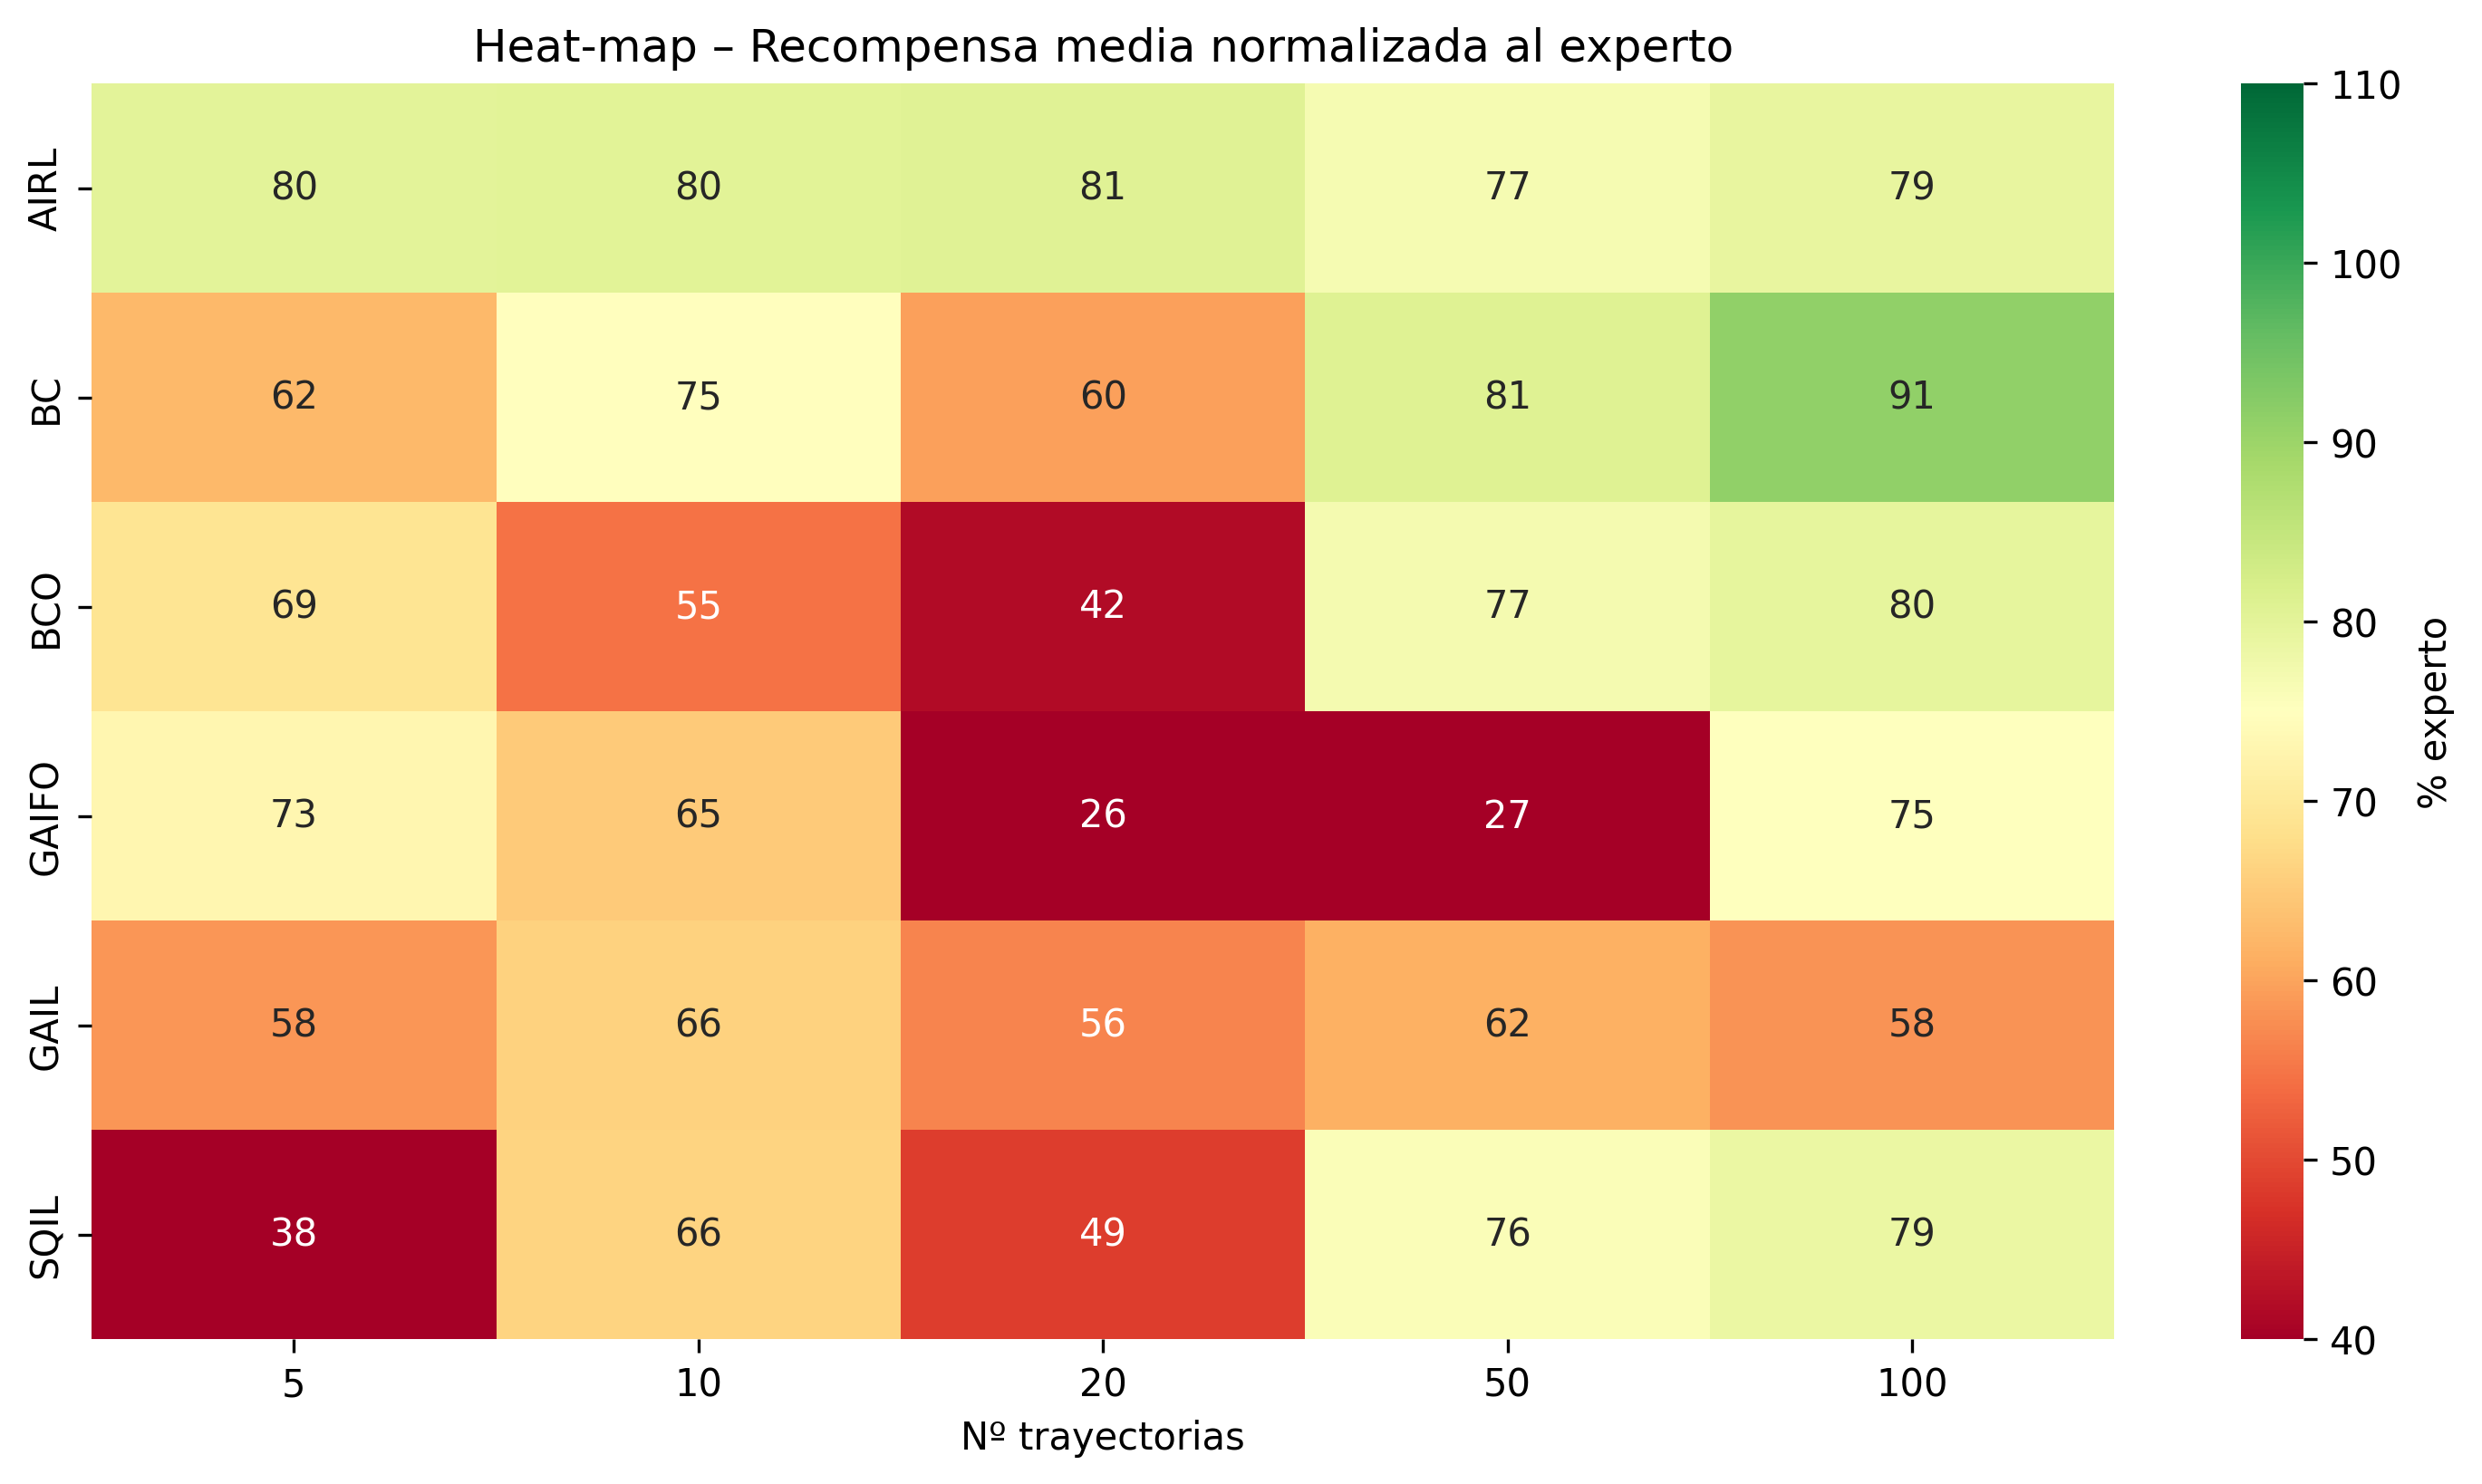 Heat-map – Recompensa media normalizada al experto
AIRL 80 80 81 77 79
BC 62 75 60 81 91
BCO 69 55 42 77 80
GAIFO 73 65 26 27 75
GAIL 58 66 56 62 58
SQIL 38 66 49 76 79
5 10 20 50 100
Nº trayectorias
110
100
90
80
70
60
50
40
% experto